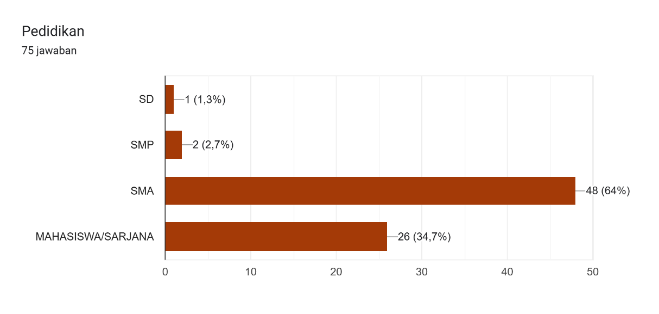 Pedidikan
75 jawaban
SD
1 (1,3%)
SMP
2 (2,7%)
SMA
48 (64%)
MAHASISWA/SARJANA
26 (34,7%)
0 10 20 30 40 50